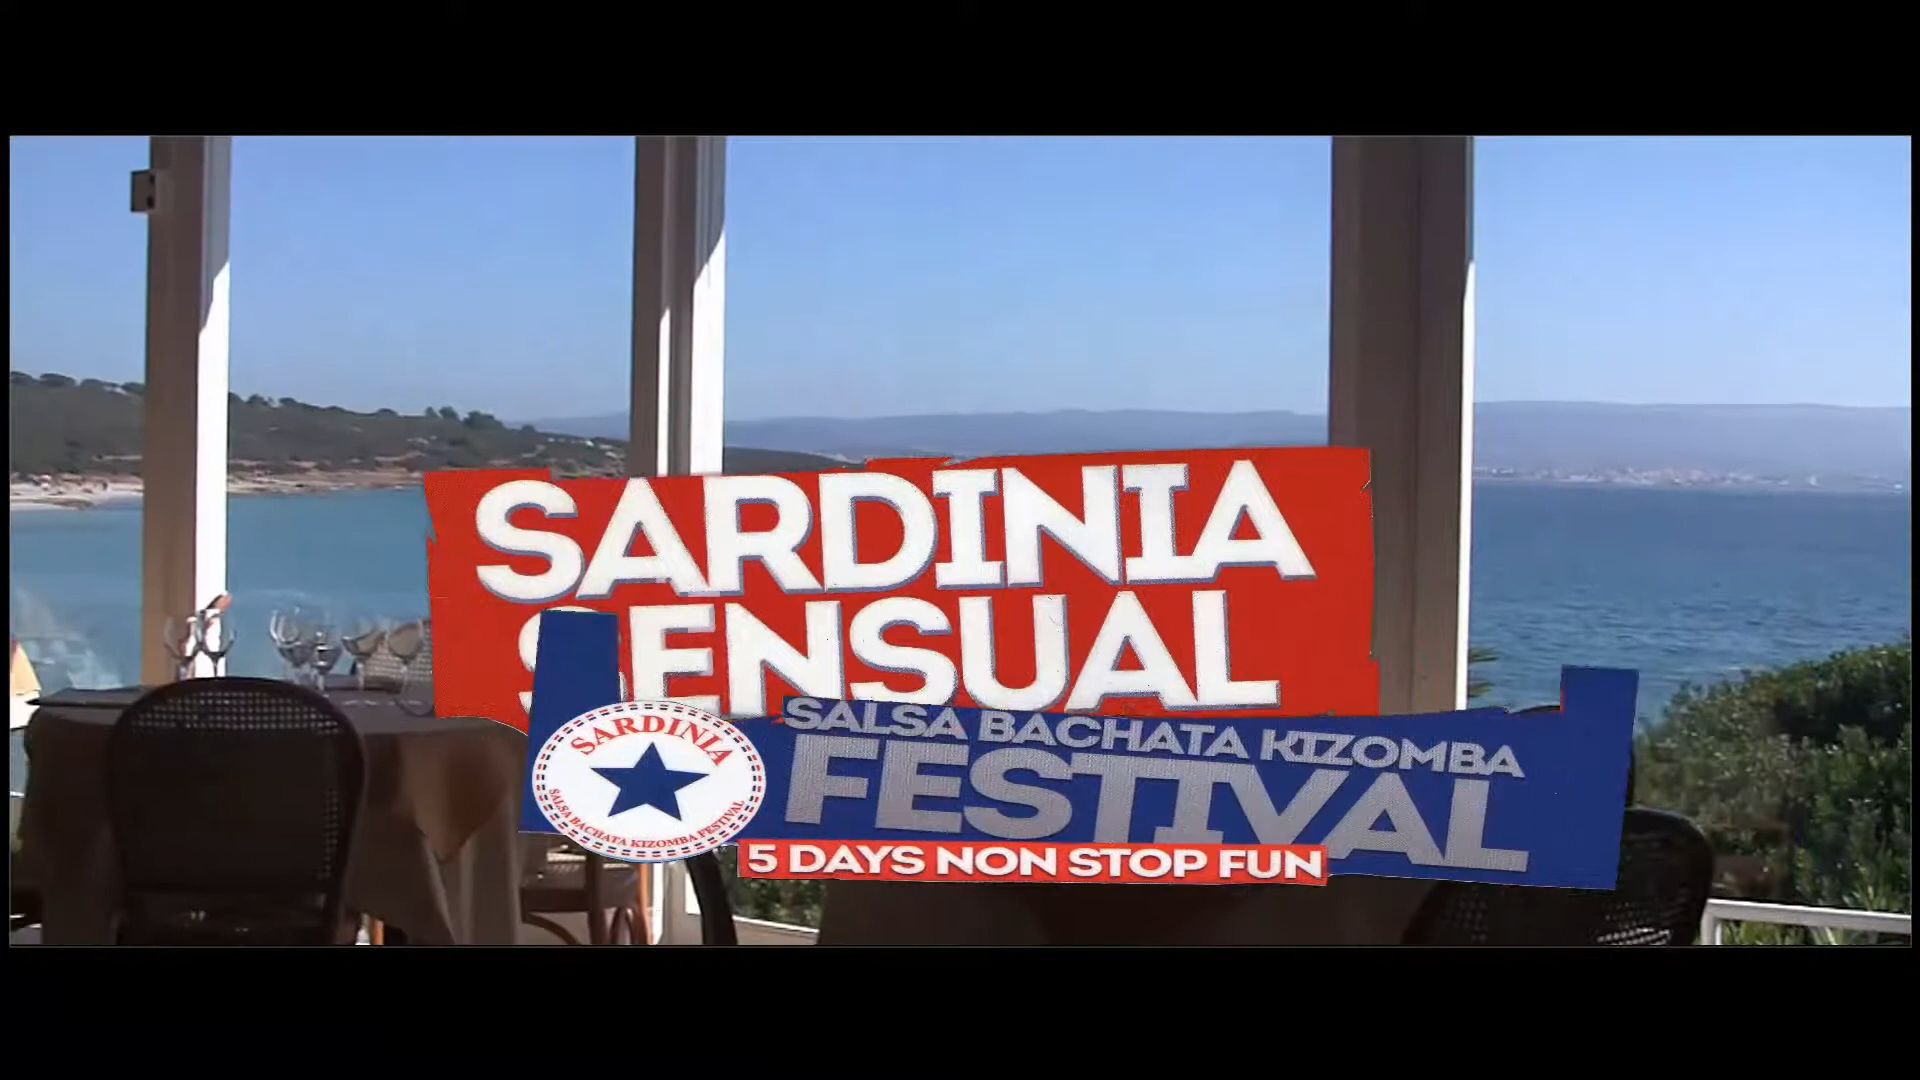 SARDINIA
SENSUAL
SALSA BACHATA KIZOMBA
FESTIVAL
SARDINIA
SALSA BACHATA KIZOMBA FESTIVAL
5 DAYS NON STOP FUN